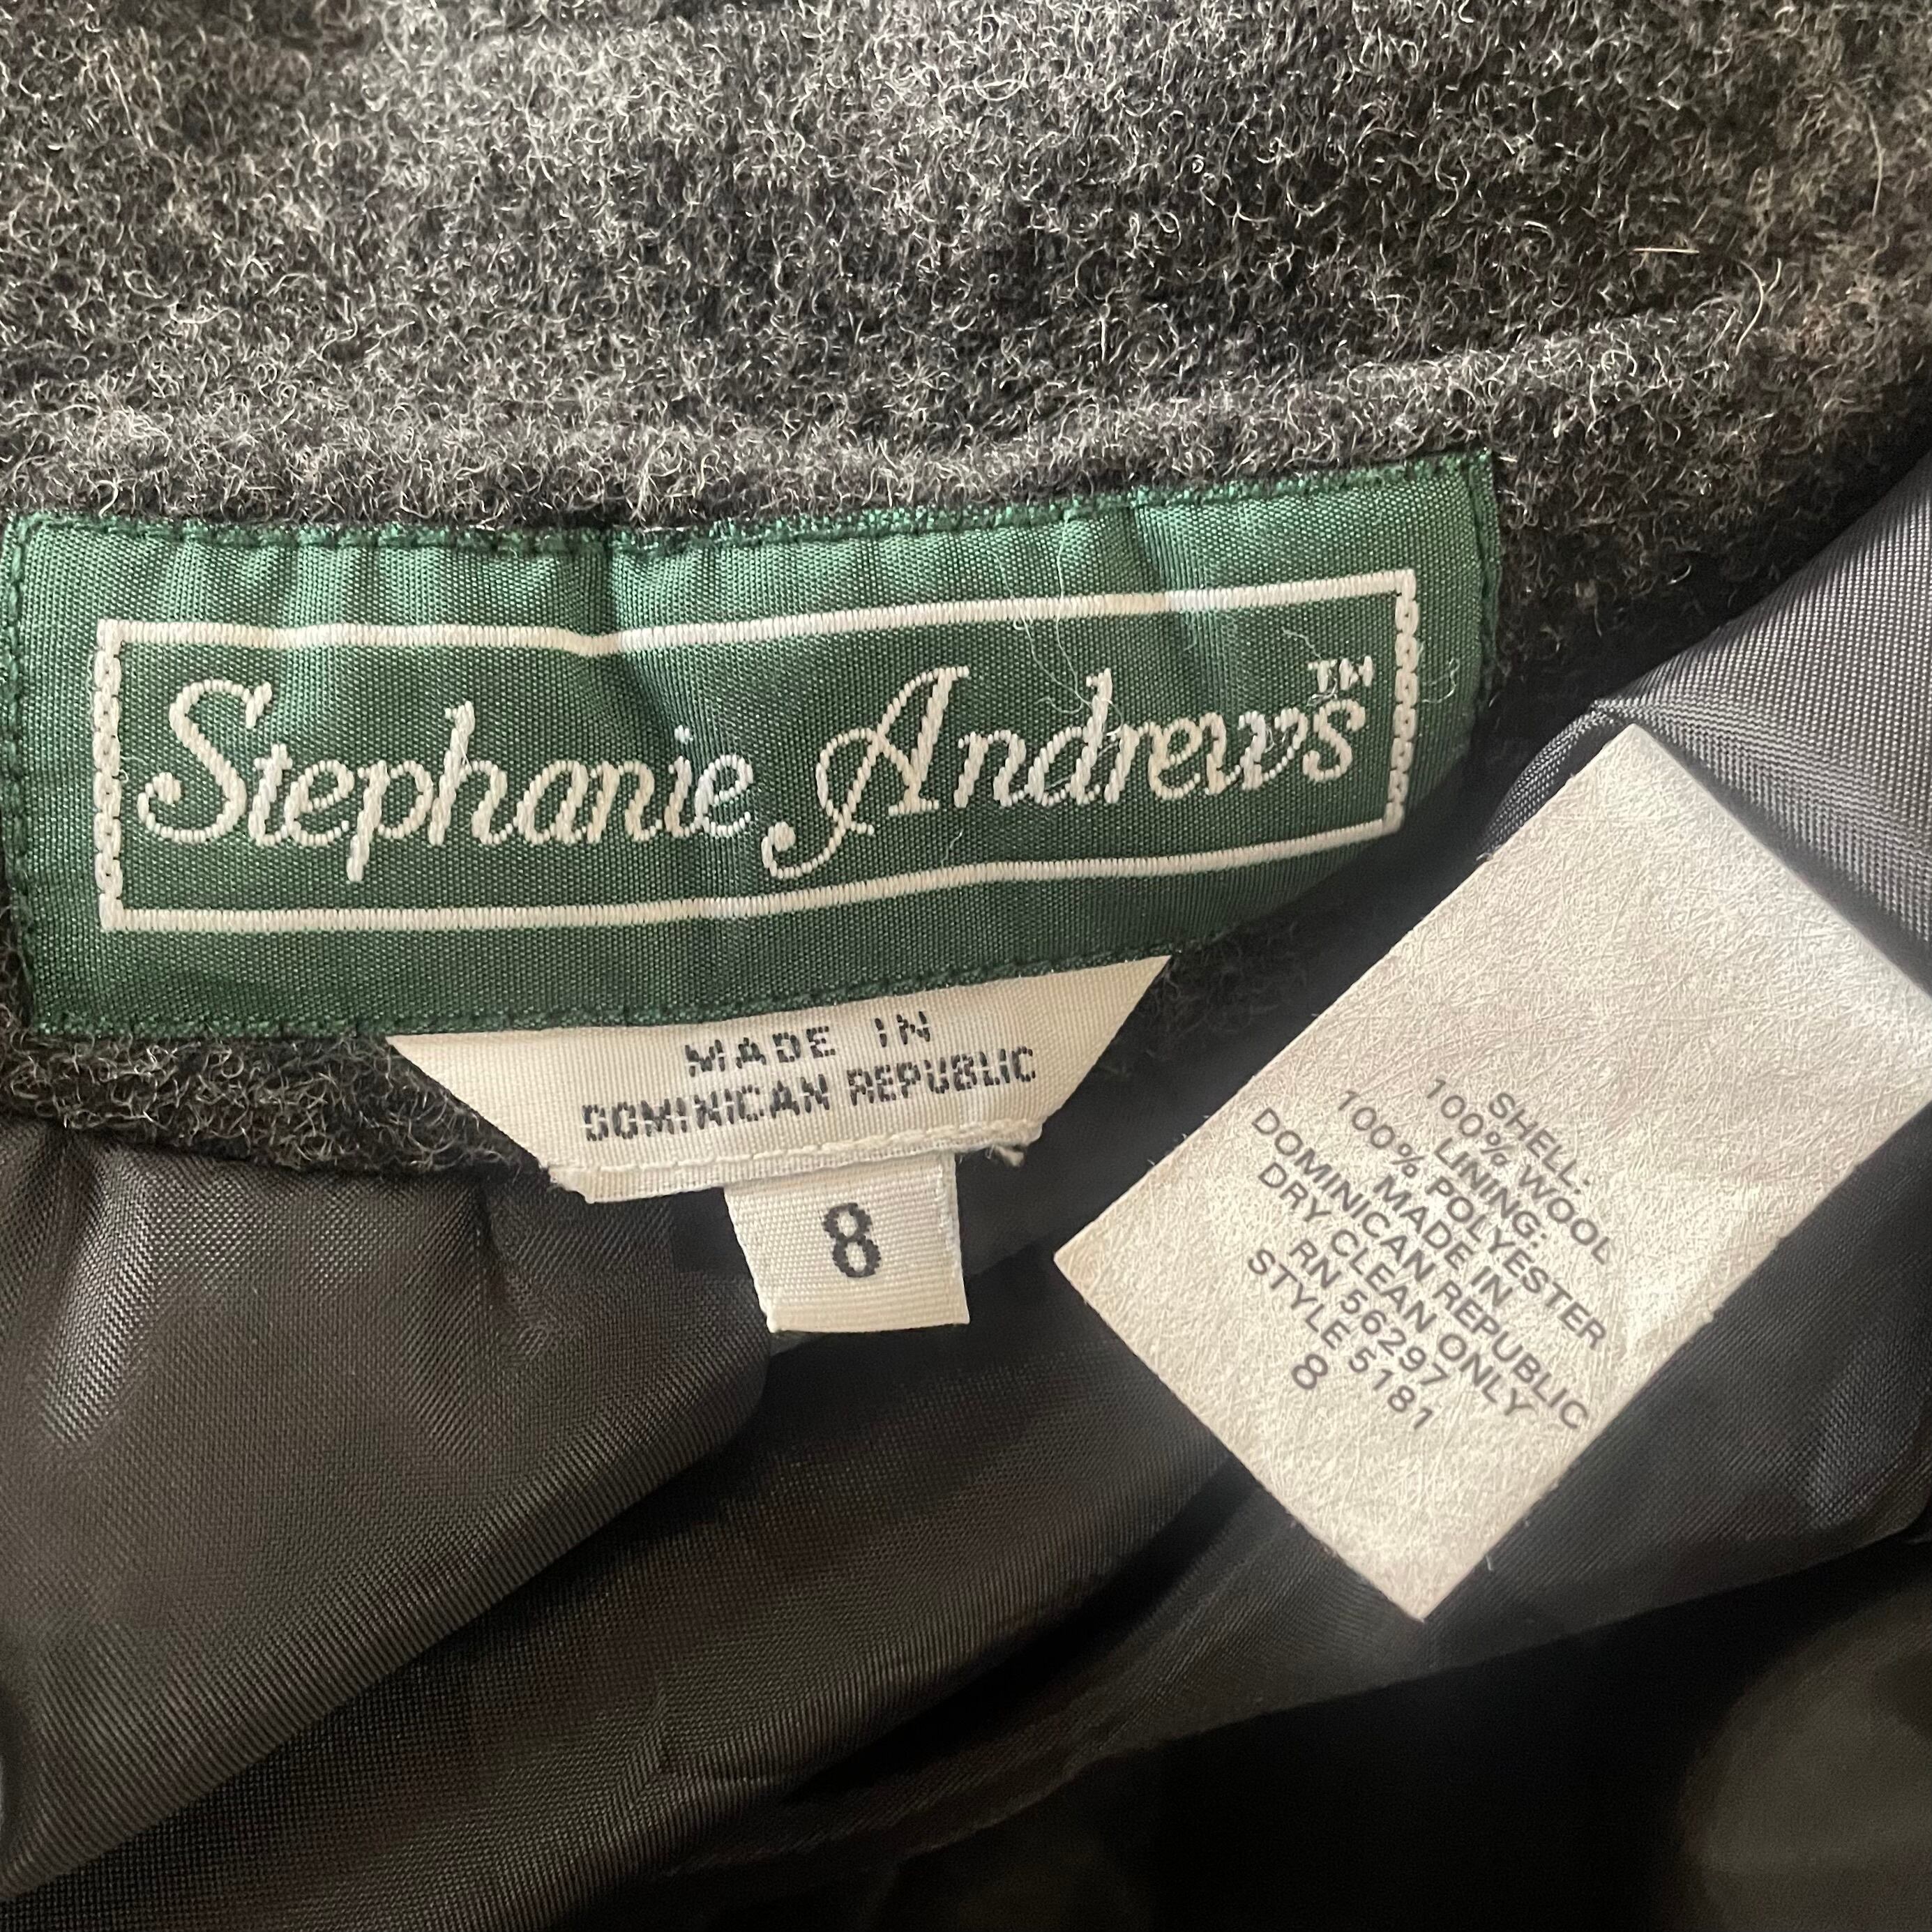 Stephanie Andrews™
MADE IN
DOMINICAN REPUBLIC
8
SHELL:
100% WOOL
LINING:
100% POLYESTER
MADE IN
DOMINICAN REPUBLIC
DRY CLEAN ONLY
RN 56297
STYLE 5181
8